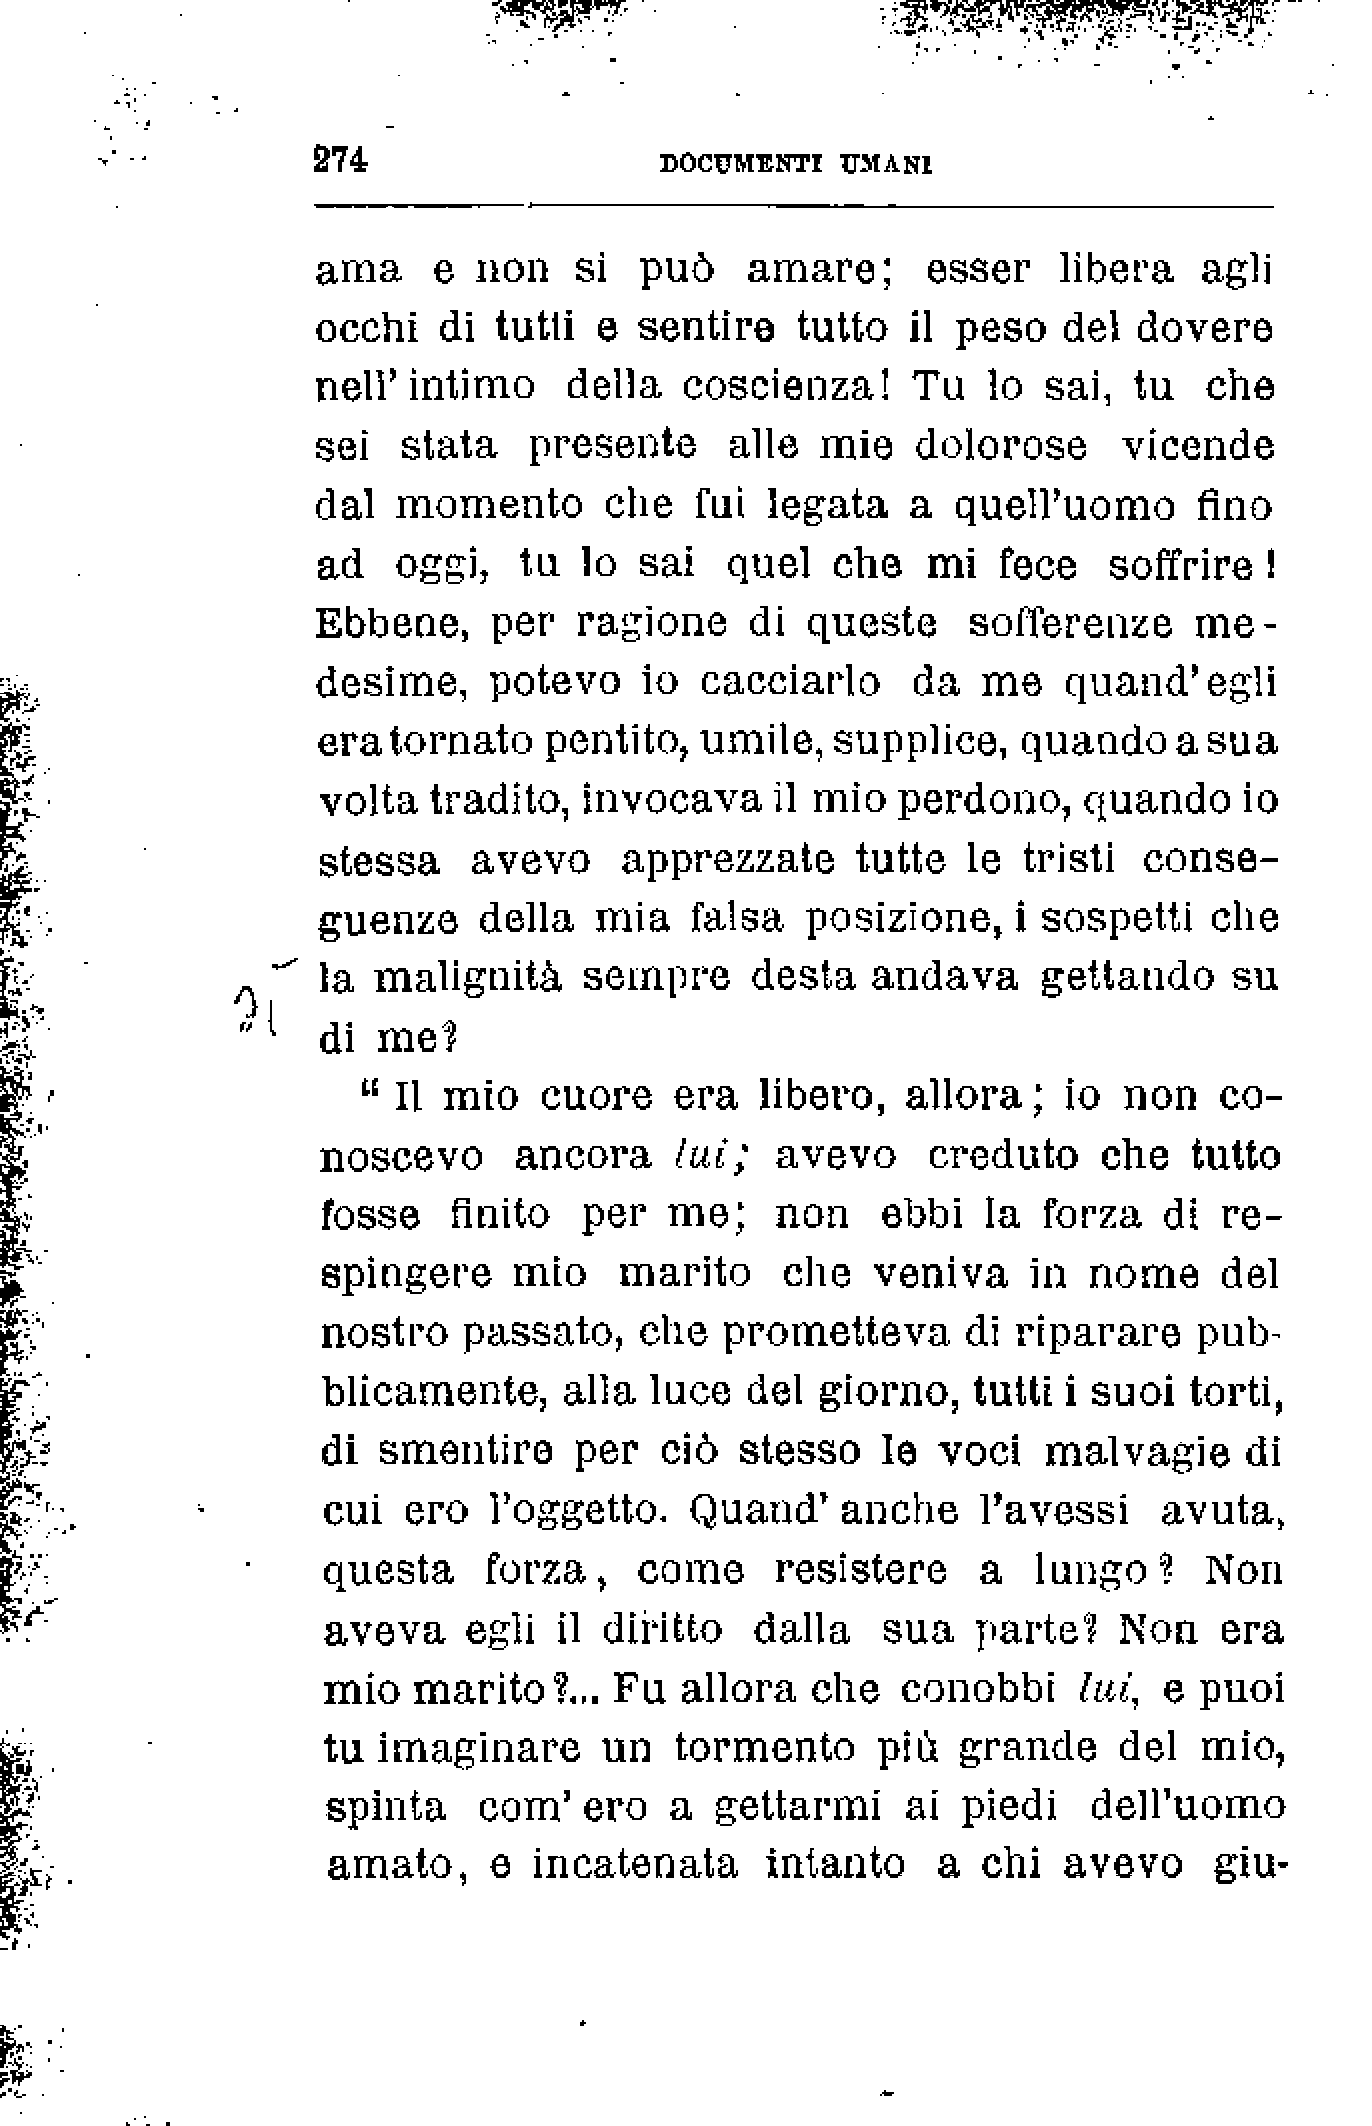 274 DOCUMENTI UMANI
ama e non si può amare; esser libera agli
occhi di tutti e sentire tutto il peso del dovere
nell' intimo della coscienza! Tu lo sai, tu che
sei stata presente alle mie dolorose vicende
dal momento che fui legata a quell'uomo fino
ad oggi, tu lo sai quel che mi fece soffrire!
Ebbene, per ragione di queste sofferenze me-
desime, potevo io cacciarlo da me quand'egli
era tornato pentito, umile, supplice, quando a sua
volta tradito, invocava il mio perdono, quando io
stessa avevo apprezzate tutte le tristi conse-
guenze della mia falsa posizione, i sospetti che
la malignità sempre desta andava gettando su
di me?
“ Il mio cuore era libero, allora; io non co-
noscevo ancora lui; avevo creduto che tutto
fosse finito per me; non ebbi la forza di re-
spingere mio marito che veniva in nome del
nostro passato, che prometteva di riparare pub-
blicamente, alla luce del giorno, tutti i suoi torti,
di smentire per ciò stesso le voci malvagie di
cui ero l'oggetto. Quand' anche l'avessi avuta,
questa forza, come resistere a lungo? Non
aveva egli il diritto dalla sua parte? Non era
mio marito?... Fu allora che conobbi lui, e puoi
tu imaginare un tormento più grande del mio,
spinta com' ero a gettarmi ai piedi dell'uomo
amato, e incatenata intanto a chi avevo giu-